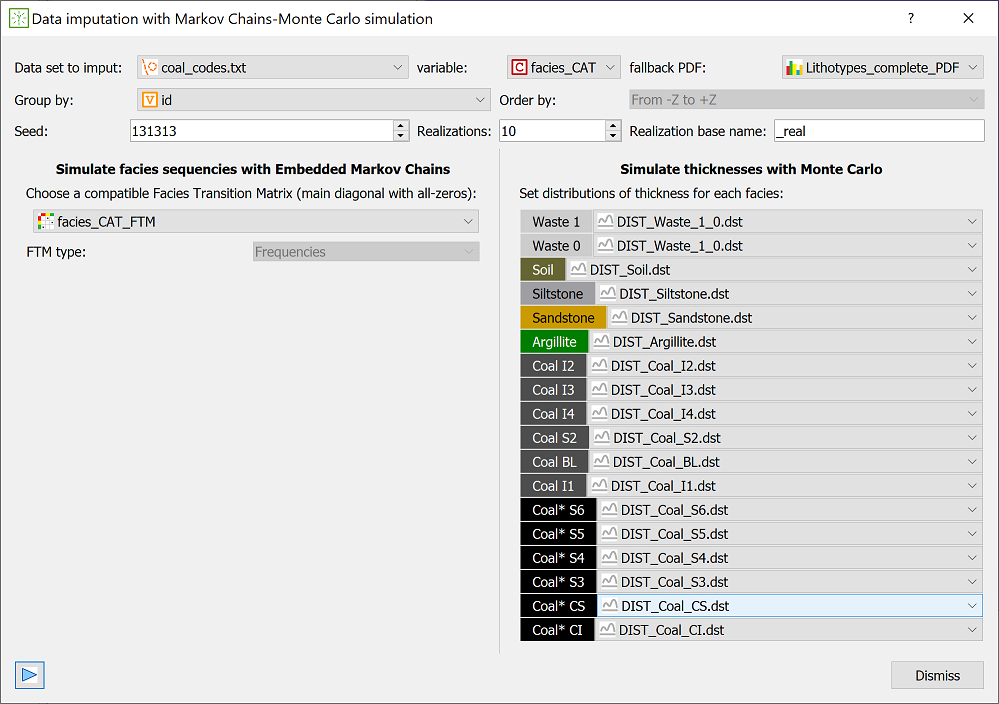 Data imputation with Markov Chains-Monte Carlo simulation ?
Data set to imput: coal_codes.txt variable: facies_CAT fallback PDF: Lithotypes_complete_PDF
Group by: id Order by: From -Z to +Z
Seed: 131313 Realizations: 10 Realization base name: _real
Simulate facies sequencies with Embedded Markov Chains
Choose a compatible Facies Transition Matrix (main diagonal with all-zeros):
facies_CAT_FTM
FTM type: Frequencies
Simulate thicknesses with Monte Carlo
Set distributions of thickness for each facies:
Waste 1 DIST_Waste_1_0.dst
Waste 0 DIST_Waste_1_0.dst
Soil DIST_Soil.dst
Siltstone DIST_Siltstone.dst
Sandstone DIST_Sandstone.dst
Argillite DIST_Argillite.dst
Coal I2 DIST_Coal_I2.dst
Coal I3 DIST_Coal_I3.dst
Coal I4 DIST_Coal_I4.dst
Coal S2 DIST_Coal_S2.dst
Coal BL DIST_Coal_BL.dst
Coal I1 DIST_Coal_I1.dst
Coal* S6 DIST_Coal_S6.dst
Coal* S5 DIST_Coal_S5.dst
Coal* S4 DIST_Coal_S4.dst
Coal* S3 DIST_Coal_S3.dst
Coal* CS DIST_Coal_CS.dst
Coal* CI DIST_Coal_CI.dst
Dismiss